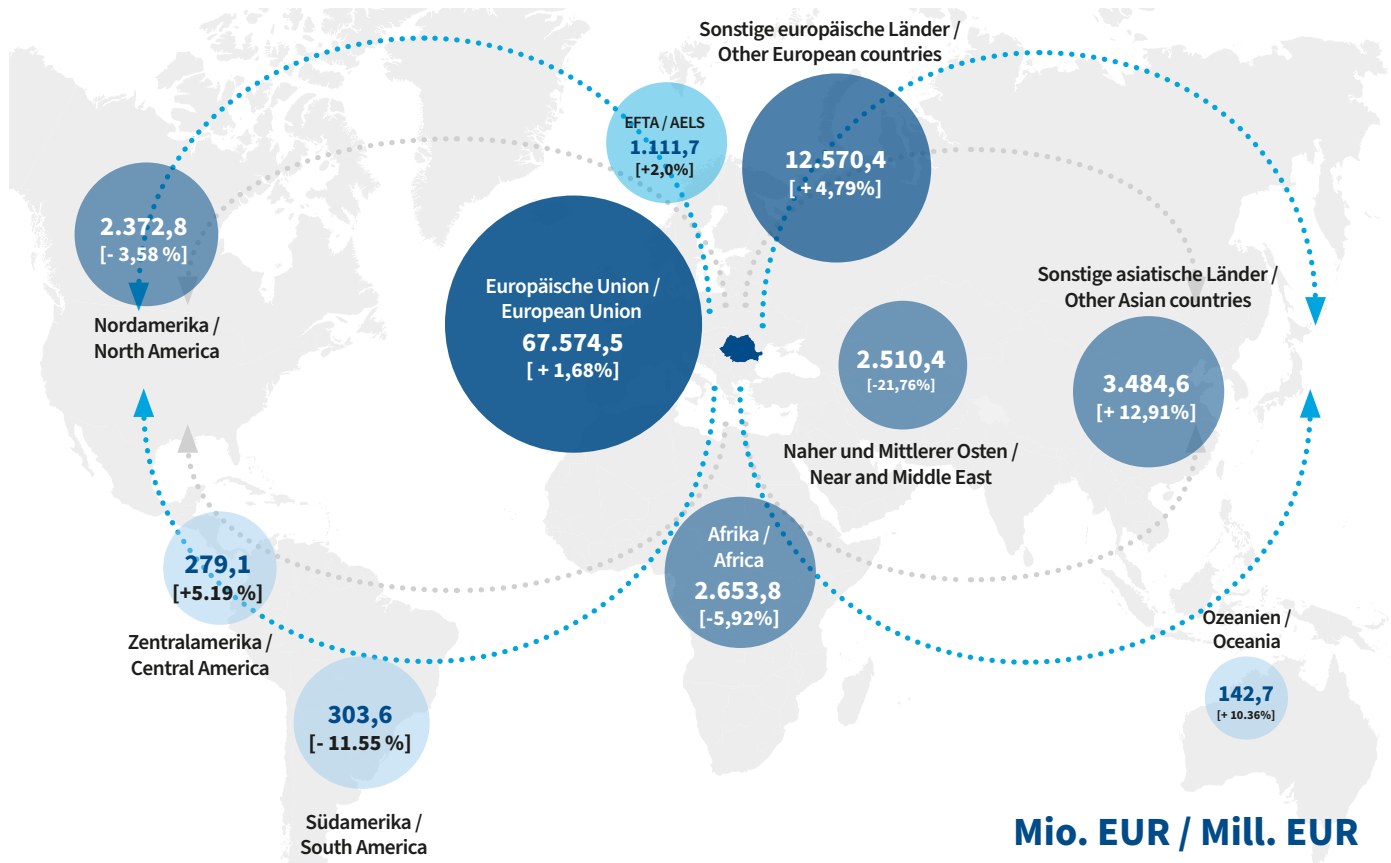 Sonstige europäische Länder /
Other European countries
12.570,4
[ + 4,79%]
EFTA / AELS
1.111,7
[+2,0%]
2.372,8
[- 3,58 %]
Nordamerika /
North America
Europäische Union /
European Union
67.574,5
[ + 1,68%]
Sonstige asiatische Länder /
Other Asian countries
3.484,6
[+ 12,91%]
2.510,4
[-21,76%]
Naher und Mittlerer Osten /
Near and Middle East
Afrika /
Africa
2.653,8
[-5,92%]
279,1
[+5.19 %]
Zentralamerika /
Central America
303,6
[- 11.55 %]
Südamerika /
South America
Ozeanien /
Oceania
142,7
[+ 10.36%]
Mio. EUR / Mill. EUR